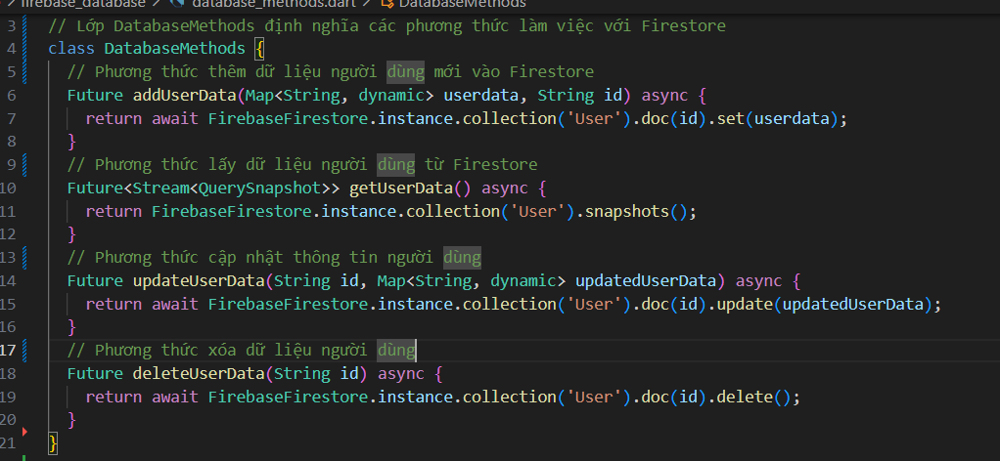 firebase_database database_methods.dart DatabaseMethods
3 // Lớp DatabaseMethods định nghĩa các phương thức làm việc với Firestore
4 class DatabaseMethods {
5 // Phương thức thêm dữ liệu người dùng mới vào Firestore
6 Future addUserData(Map<String, dynamic> userdata, String id) async {
7 return await FirebaseFirestore.instance.collection('User').doc(id).set(userdata);
8 }
9 // Phương thức lấy dữ liệu người dùng từ Firestore
10 Future<Stream<QuerySnapshot>> getUserData() async {
11 return FirebaseFirestore.instance.collection('User').snapshots();
12 }
13 // Phương thức cập nhật thông tin người dùng
14 Future updateUserData(String id, Map<String, dynamic> updatedUserData) async {
15 return await FirebaseFirestore.instance.collection('User').doc(id).update(updatedUserData);
16 }
17 // Phương thức xóa dữ liệu người dùng
18 Future deleteUserData(String id) async {
19 return await FirebaseFirestore.instance.collection('User').doc(id).delete();
20 }
21 }